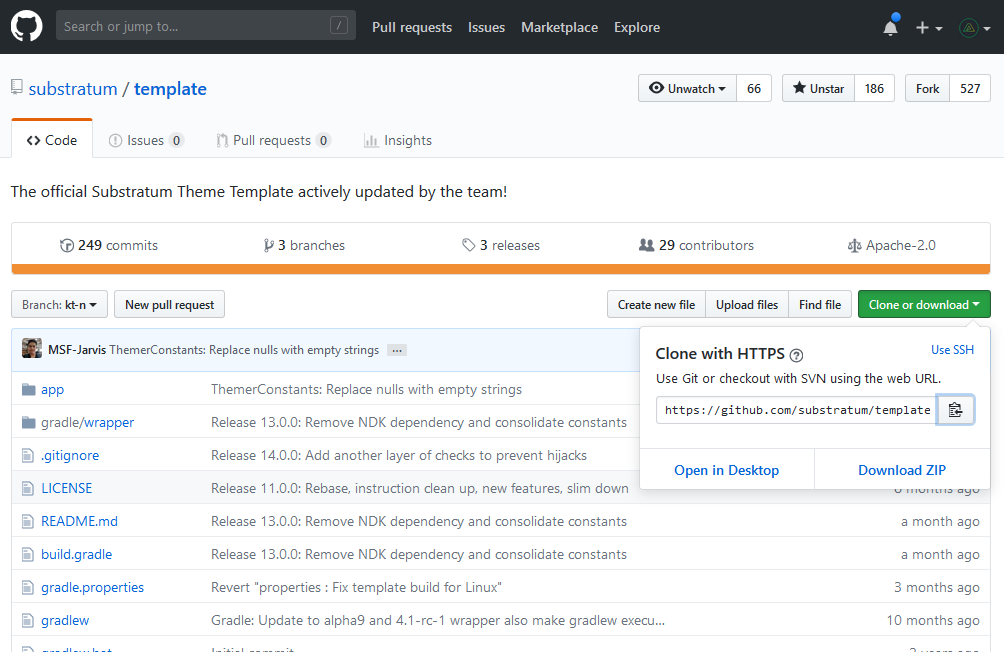 Search or jump to... /
Pull requests Issues Marketplace Explore
substratum / template
Unwatch 66 Unstar 186 Fork 527
Code Issues 0 Pull requests 0 Insights
The official Substratum Theme Template actively updated by the team!
249 commits 3 branches 3 releases 29 contributors Apache-2.0
Branch: kt-n New pull request Create new file Upload files Find file Clone or download
MSF-Jarvis ThemerConstants: Replace nulls with empty strings ...
Clone with HTTPS ? Use SSH
Use Git or checkout with SVN using the web URL.
https://github.com/substratum/template
Open in Desktop Download ZIP
app ThemerConstants: Replace nulls with empty strings
gradle/wrapper Release 13.0.0: Remove NDK dependency and consolidate constants
.gitignore Release 14.0.0: Add another layer of checks to prevent hijacks
LICENSE Release 11.0.0: Rebase, instruction clean up, new features, slim down 6 months ago
README.md Release 13.0.0: Remove NDK dependency and consolidate constants a month ago
build.gradle Release 13.0.0: Remove NDK dependency and consolidate constants a month ago
gradle.properties Revert "properties : Fix template build for Linux" 3 months ago
gradlew Gradle: Update to alpha9 and 4.1-rc-1 wrapper also make gradlew execu... 10 months ago
gradlew.bat Initial commit 2 years ago